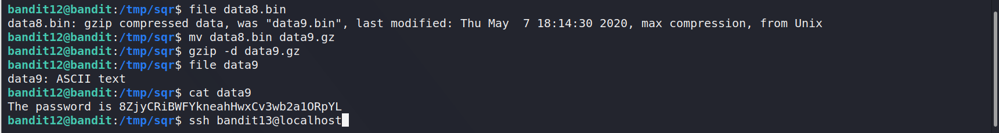 bandit12@bandit:/tmp/sqr$ file data8.bin
data8.bin: gzip compressed data, was "data9.bin", last modified: Thu May  7 18:14:30 2020, max compression, from Unix
bandit12@bandit:/tmp/sqr$ mv data8.bin data9.gz
bandit12@bandit:/tmp/sqr$ gzip -d data9.gz
bandit12@bandit:/tmp/sqr$ file data9
data9: ASCII text
bandit12@bandit:/tmp/sqr$ cat data9
The password is 8ZjyCRiBWFYkneahHwxCv3wb2a1ORpYL
bandit12@bandit:/tmp/sqr$ ssh bandit13@localhost